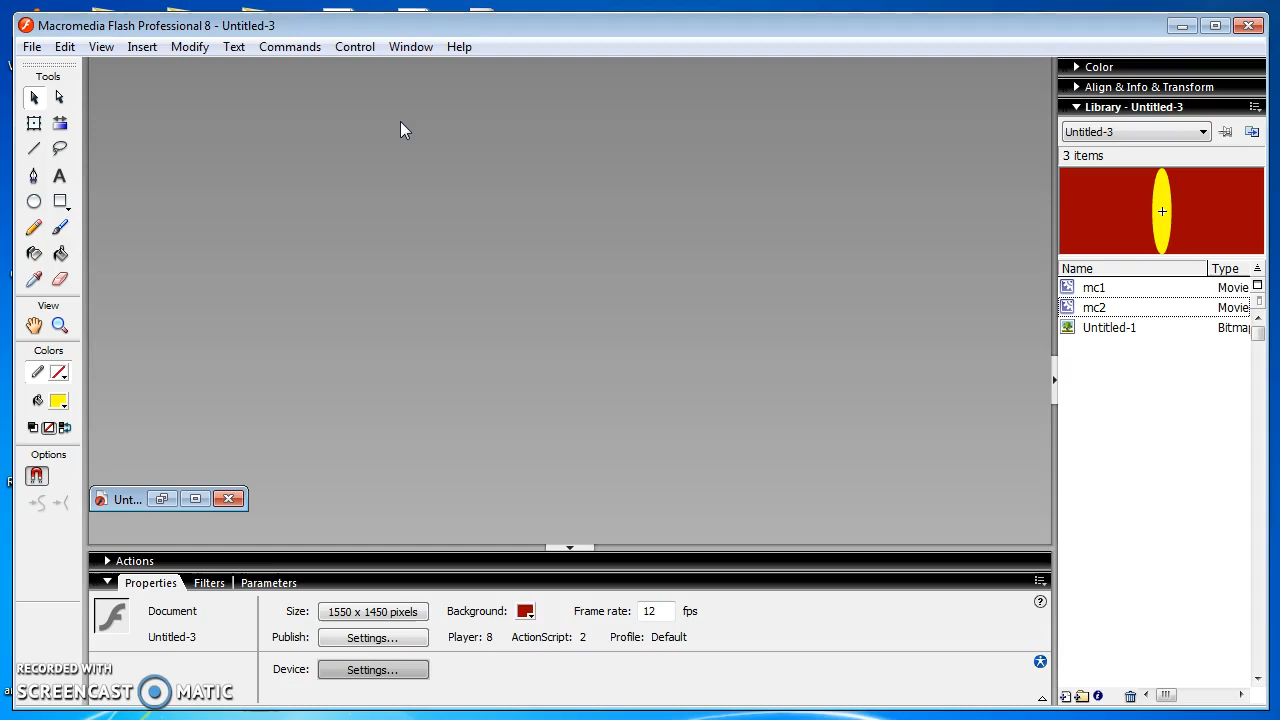 Macromedia Flash Professional 8 - Untitled-3
File Edit View Insert Modify Text Commands Control Window Help
Tools
View
Colors
Options
Color
Align & Info & Transform
Library - Untitled-3
Untitled-3
3 items
Name Type
mc1 Movie
mc2 Movie
Untitled-1 Bitmap
Unt...
Actions
Properties Filters Parameters
Document
Untitled-3
Size: 1550 x 1450 pixels Background: Frame rate: 12 fps
Publish: Settings... Player: 8 ActionScript: 2 Profile: Default
Device: Settings...
RECORDED WITH
SCREENCAST MATIC